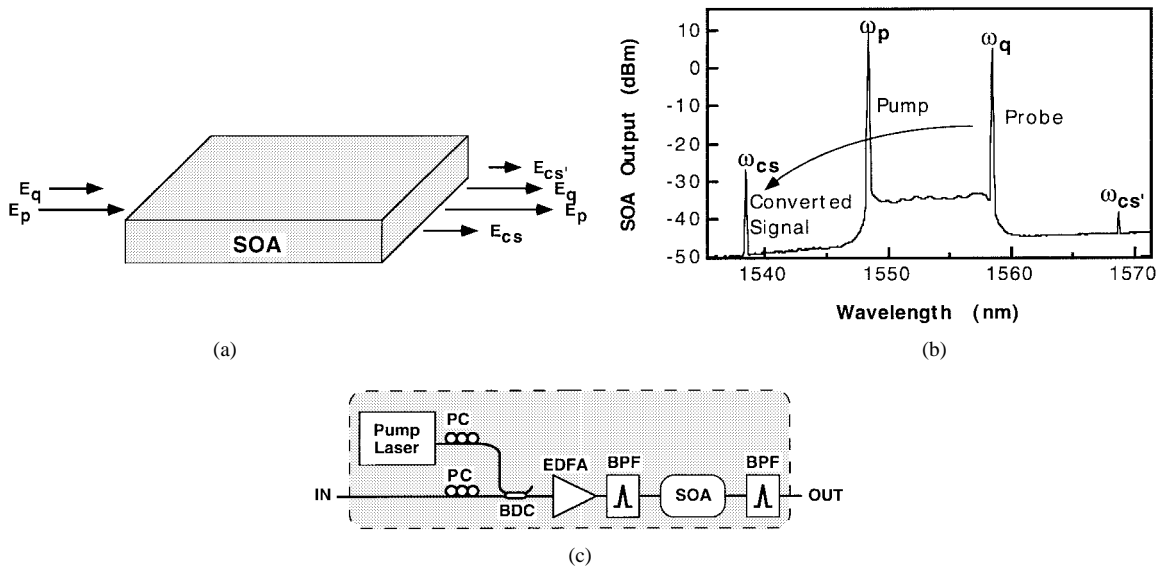 E_q
E_p
SOA
E_cs'
E_q
E_p
E_cs
(a)
SOA Output (dBm)
10
0
-10
-20
-30
-40
-50
ω_p
ω_q
Pump
Probe
ω_cs
Converted
Signal
ω_cs'
1540
1550
1560
1570
Wavelength (nm)
(b)
Pump
Laser
PC
PC
IN
BDC
EDFA
BPF
SOA
BPF
OUT
(c)